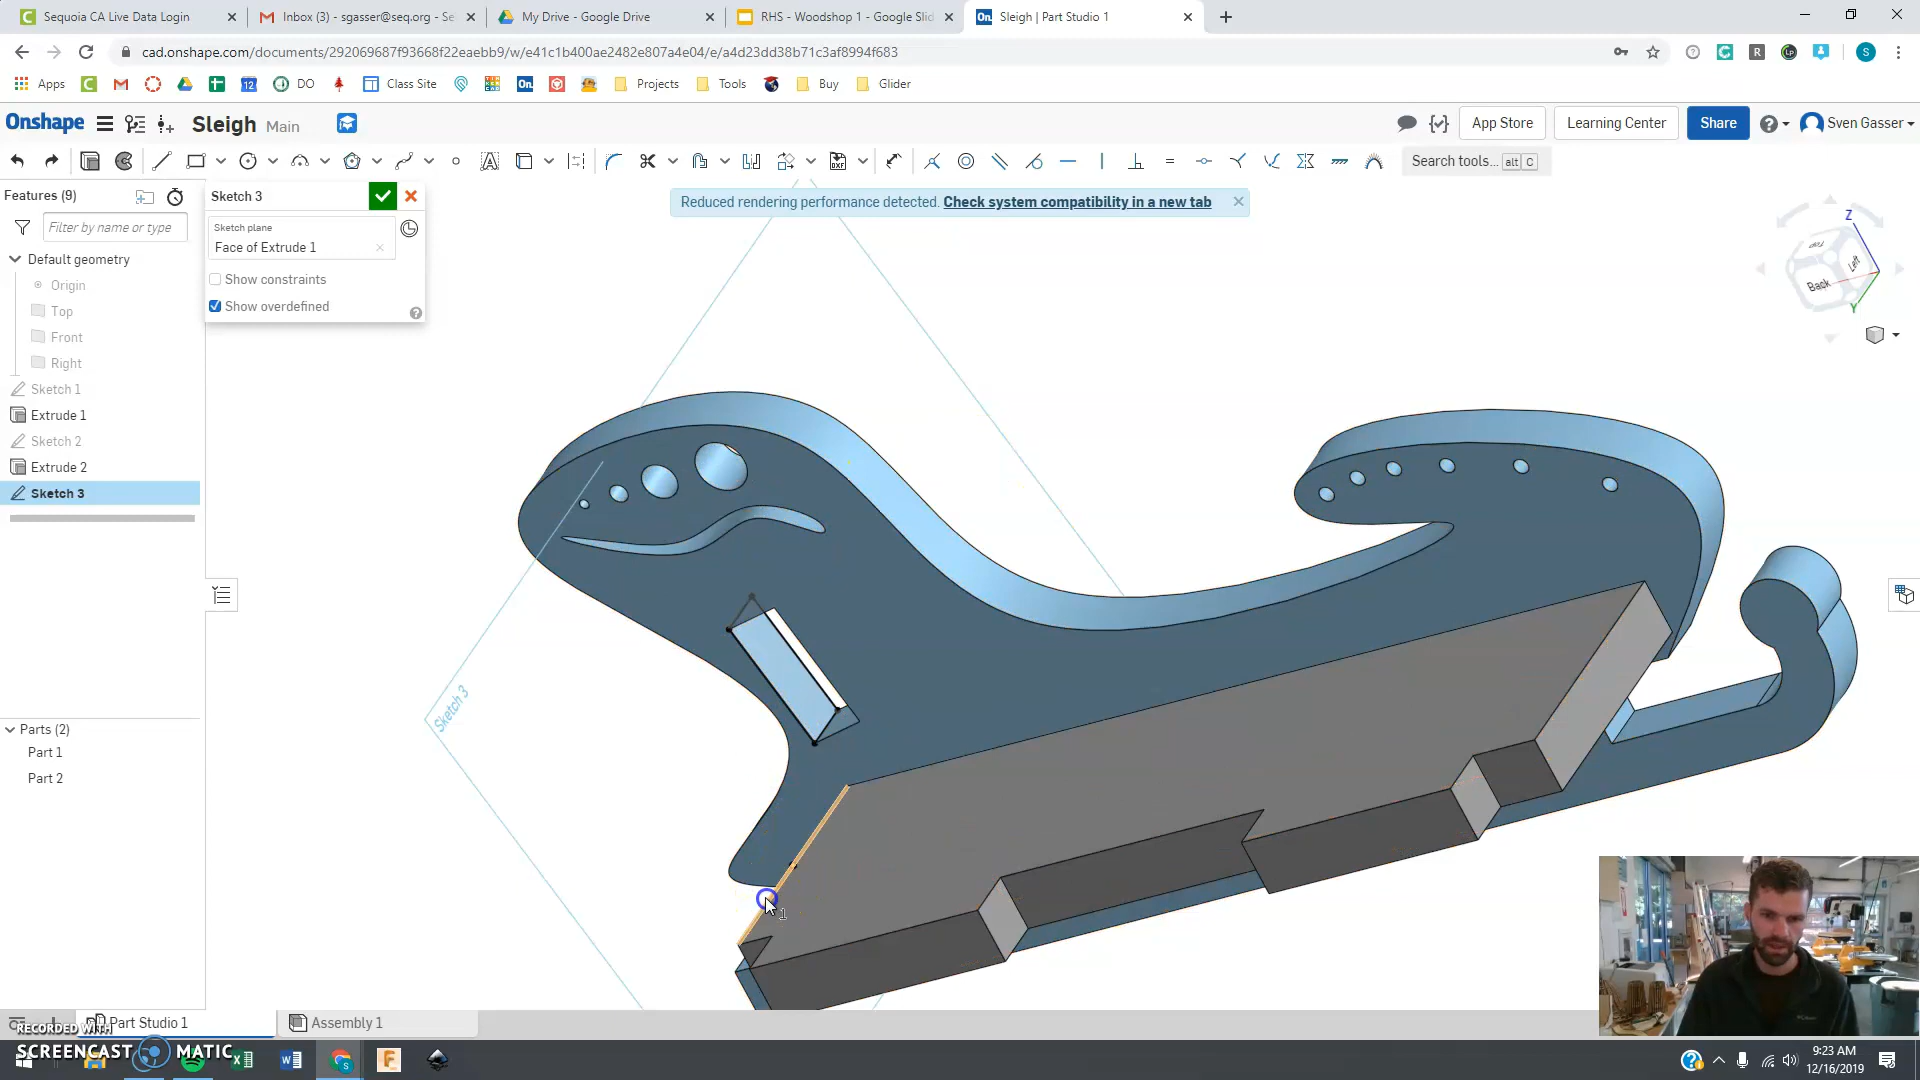 Sequoia CA Live Data Login
Inbox (3) - sgasser@seq.org - Se
My Drive - Google Drive
RHS - Woodshop 1 - Google Slid
On. Sleigh | Part Studio 1
cad.onshape.com/documents/292069687f93668f22eaebb9/w/e41c1b400ae2482e807a4e04/e/a4d23dd38b71c3af8994f683
Apps
DO
Class Site
On.
Projects
Tools
Buy
Glider
Onshape
Sleigh Main
App Store
Learning Center
Share
Sven Gasser
Search tools... alt C
Features (9)
Filter by name or type
Sketch 3
Sketch plane
Face of Extrude 1
Show constraints
Show overdefined
Reduced rendering performance detected. Check system compatibility in a new tab
Z
Top
Left
Back
Y
Default geometry
Origin
Top
Front
Right
Sketch 1
Extrude 1
Sketch 2
Extrude 2
Sketch 3
Sketch 3
1
Parts (2)
Part 1
Part 2
Part Studio 1
Assembly 1
RECORDED WITH
SCREENCAST MATIC
9:23 AM
12/16/2019